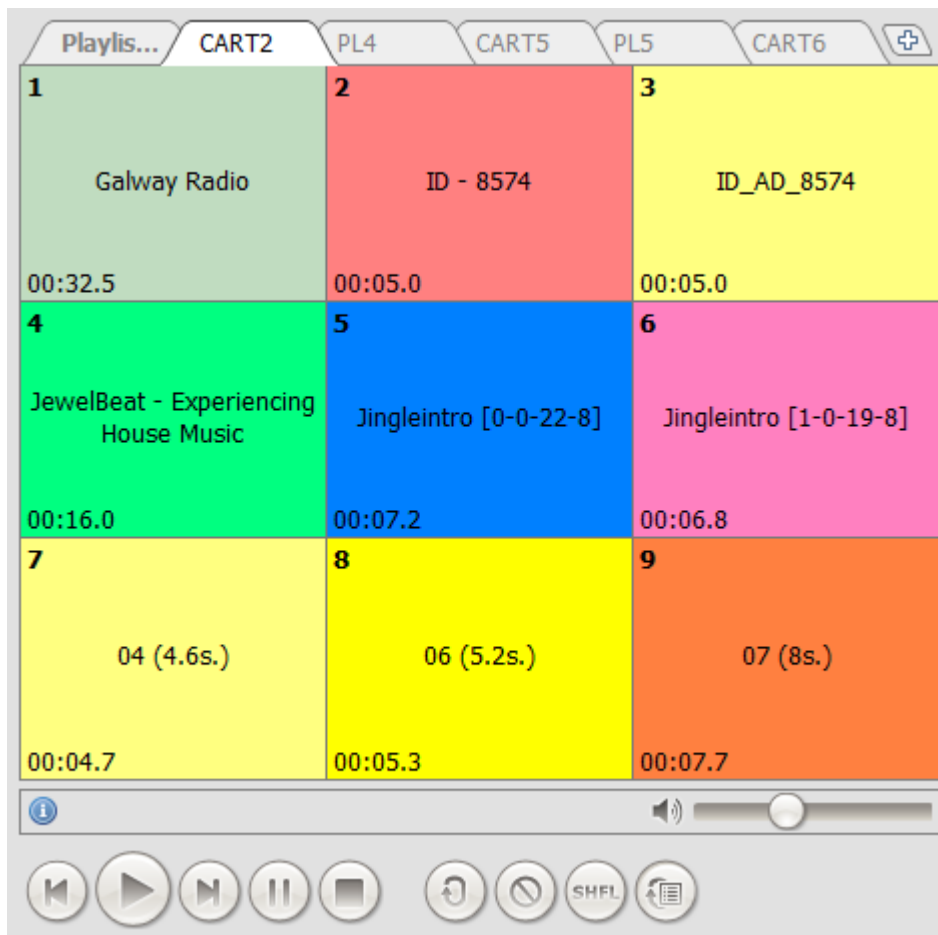 Playlis... CART2 PL4 CART5 PL5 CART6
1 2 3
Galway Radio ID - 8574 ID_AD_8574
00:32.5 00:05.0 00:05.0
4 5 6
JewelBeat - Experiencing
House Music
Jingleintro [0-0-22-8] Jingleintro [1-0-19-8]
00:16.0 00:07.2 00:06.8
7 8 9
04 (4.6s.) 06 (5.2s.) 07 (8s.)
00:04.7 00:05.3 00:07.7
SHFL